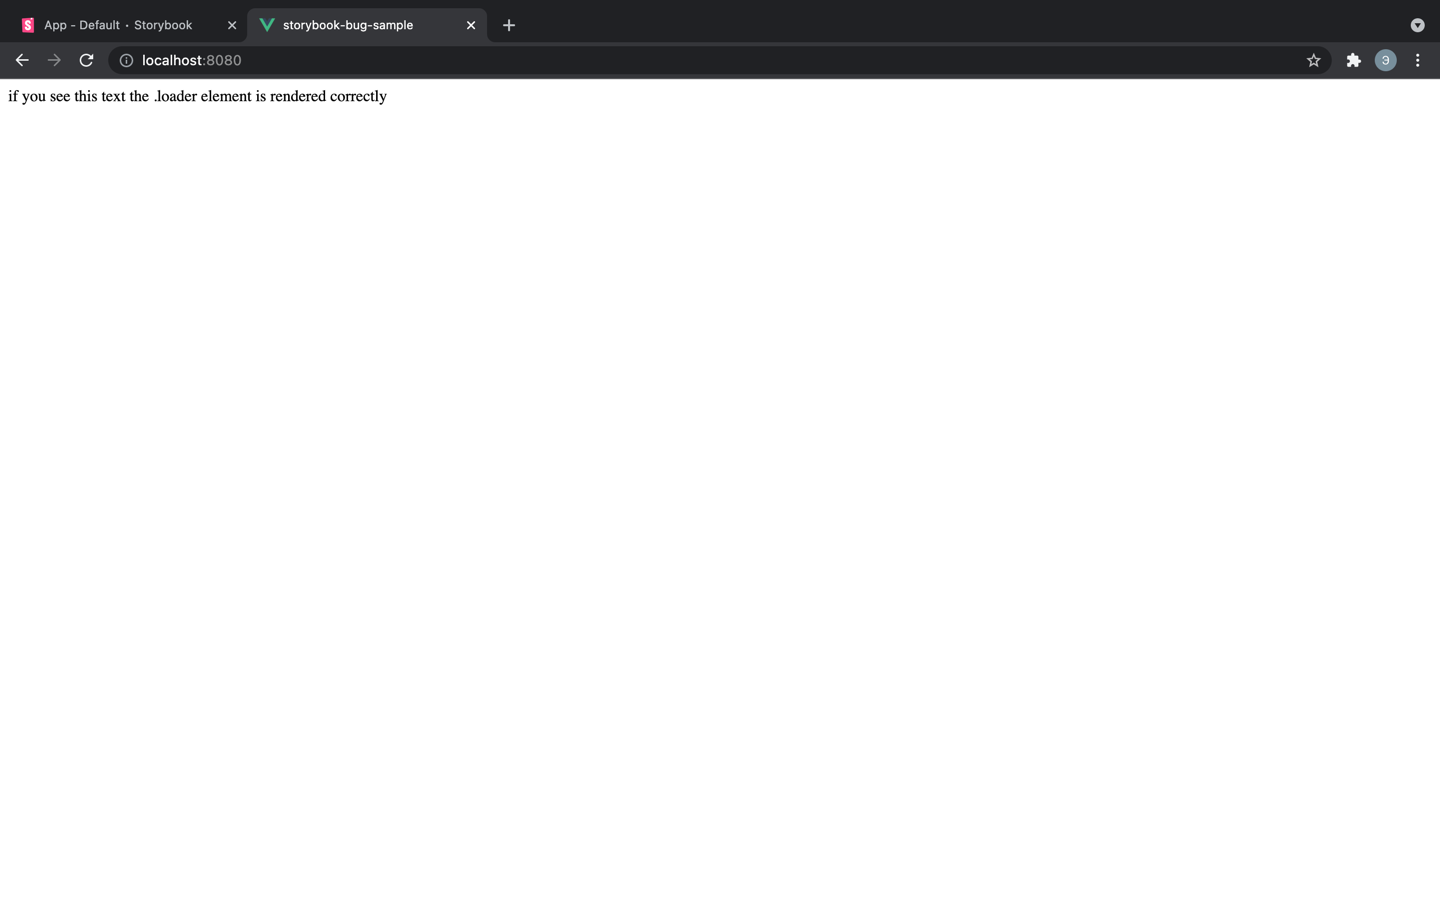 App - Default · Storybook
storybook-bug-sample
localhost:8080
Э
if you see this text the .loader element is rendered correctly